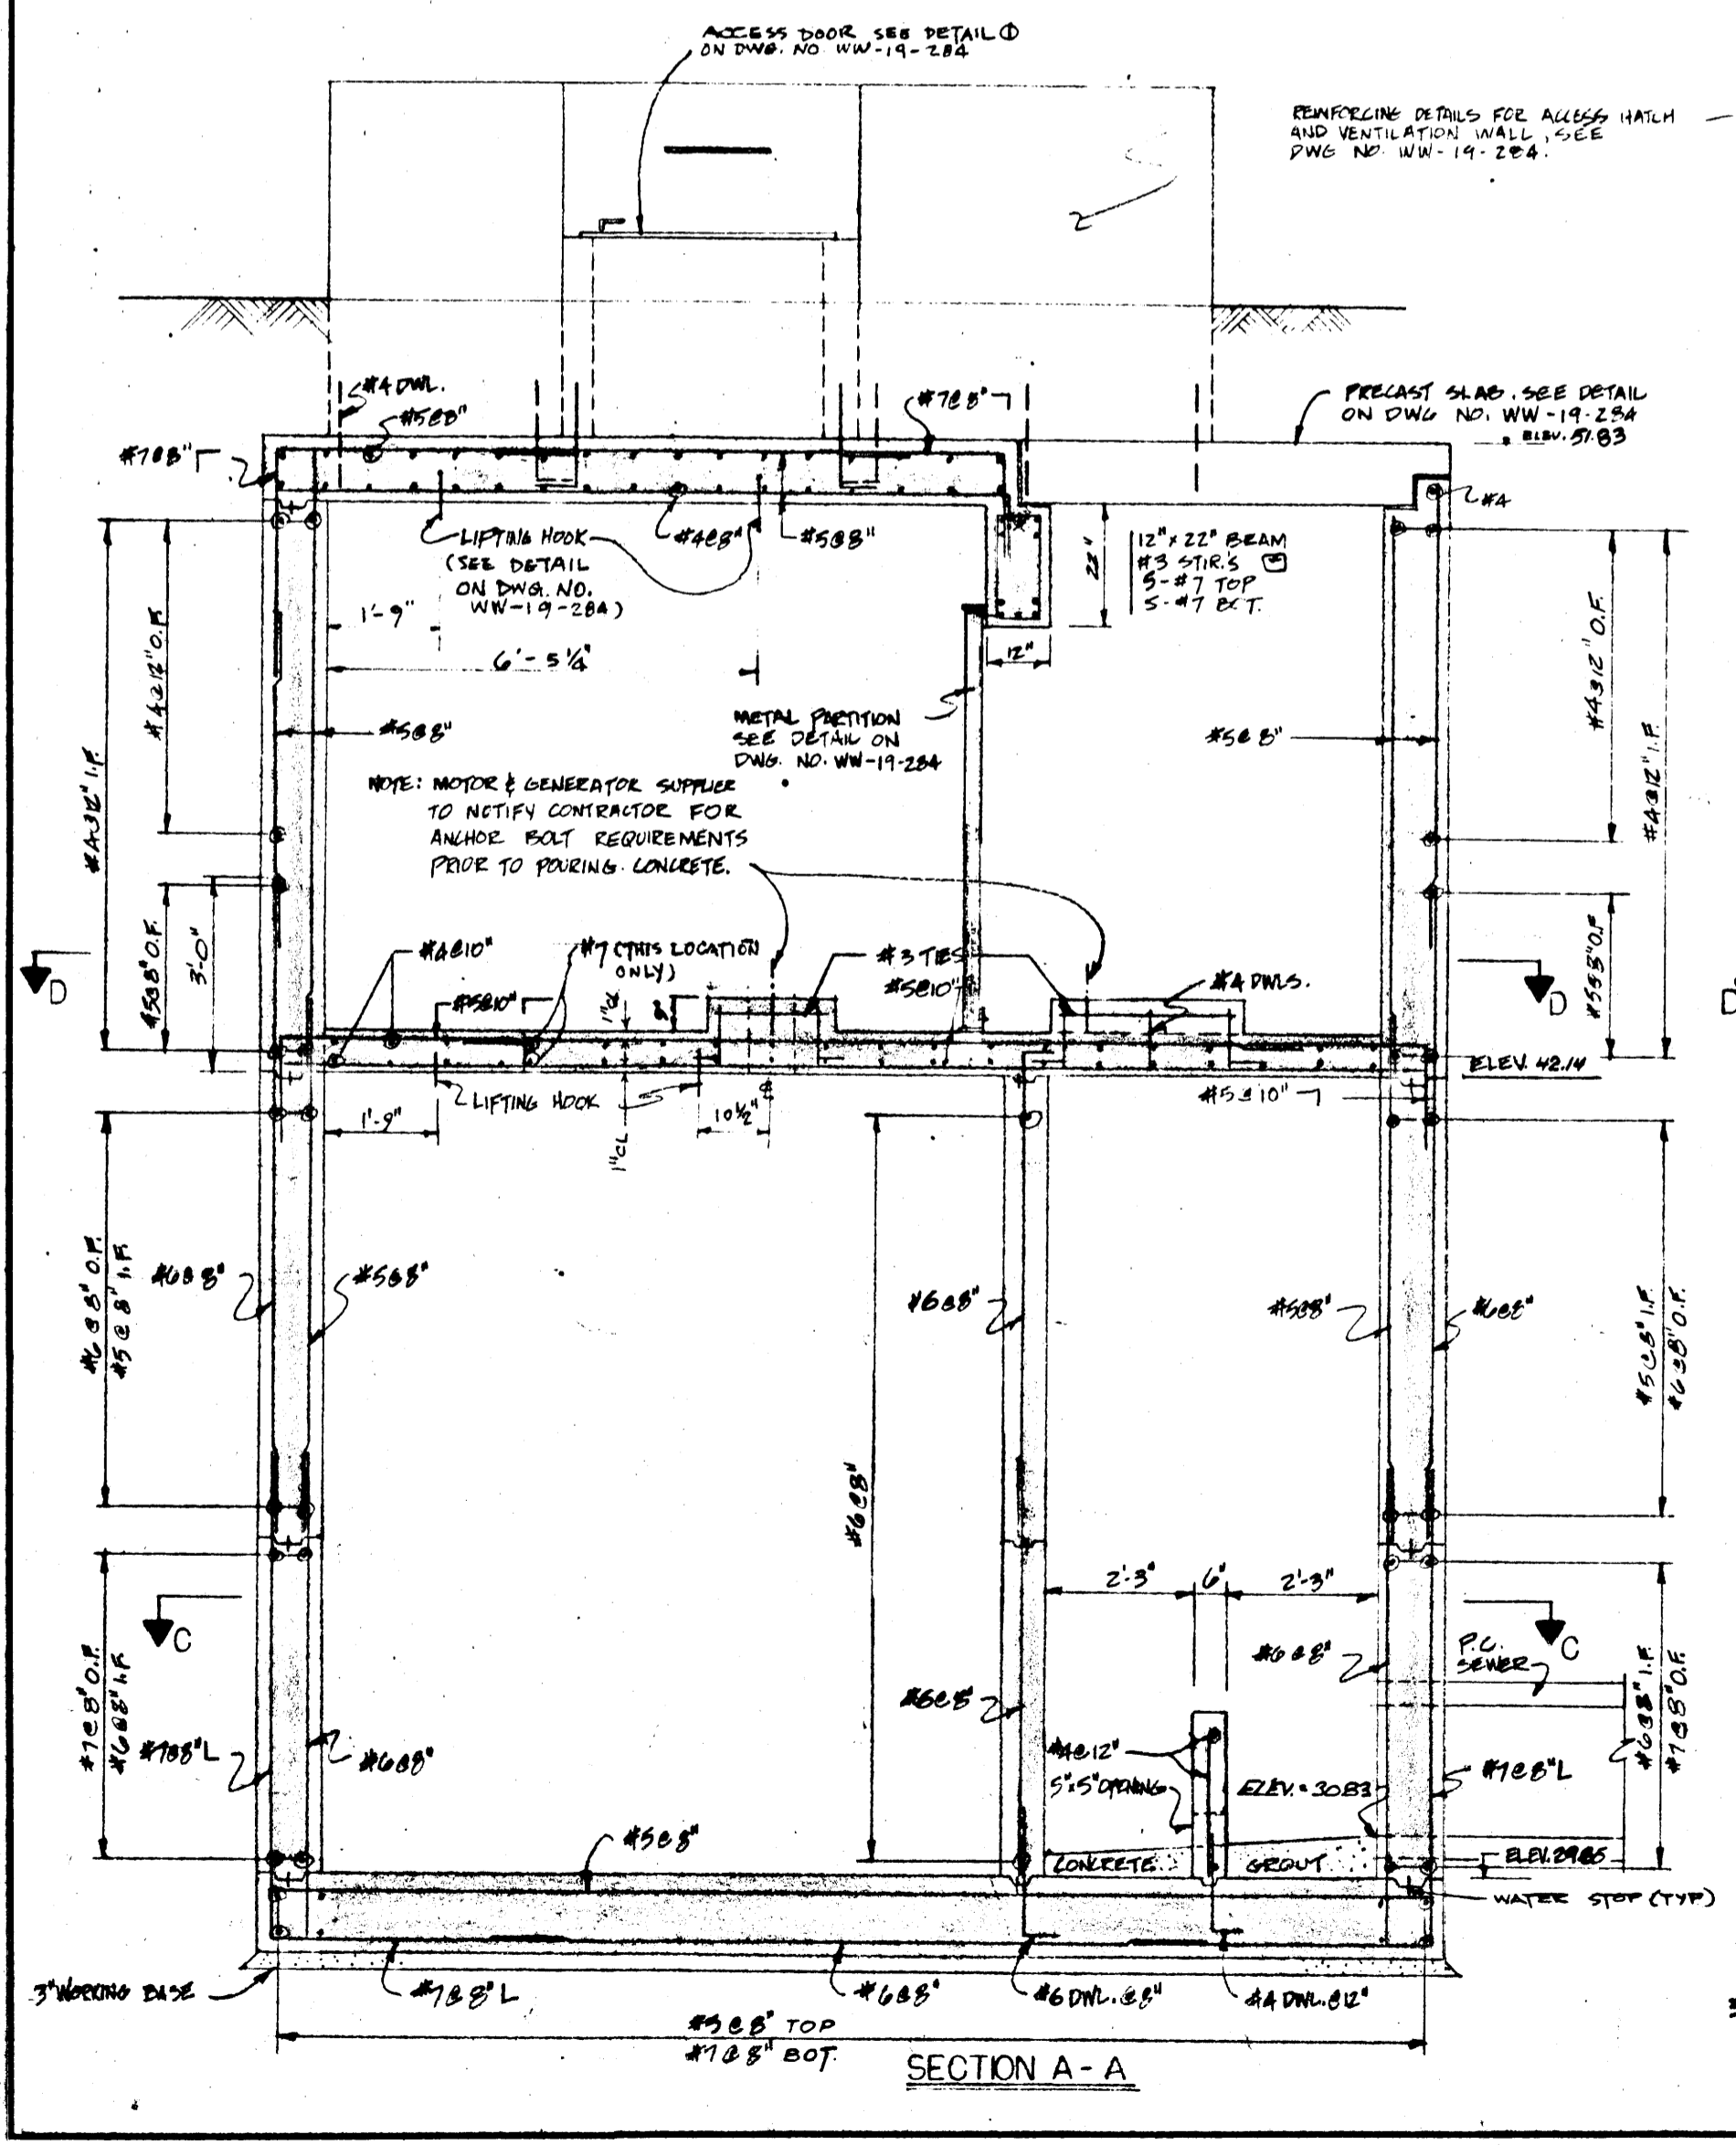 ACCESS DOOR SEE DETAIL ①
ON DWG. NO. WW-19-284
REINFORCING DETAILS FOR ACCESS HATCH
AND VENTILATION WALL, SEE
DWG NO. WW-19-284.
#4 DWL.
#5@8"
#7@8"
#7@8"
PRECAST SLAB. SEE DETAIL
ON DWG NO. WW-19-284
ELEV. 51.83
#4
LIFTING HOOK
(SEE DETAIL
ON DWG. NO.
WW-19-284)
#4@8"
#5@8"
22"
12"x 22" BEAM
#3 STIR.'S
5-#7 TOP
5-#7 BOT.
1'-9"
6'-5¼"
12"
#4@12" O.F.
#4@12" I.F.
#4@12" O.F.
#4@12" I.F.
#5@8"
METAL PARTITION
SEE DETAIL ON
DWG. NO. WW-19-284
#5@8"
NOTE: MOTOR & GENERATOR SUPPLIER
TO NOTIFY CONTRACTOR FOR
ANCHOR BOLT REQUIREMENTS
PRIOR TO POURING CONCRETE.
#5@8" O.F.
3'-0"
#4@10"
#7 (THIS LOCATION
ONLY)
#3 TIES
#5@10"
#4 DWLS.
#5@8" O.F.
D
D
#5@10"
1"CL
ELEV. 42.14
LIFTING HOOK
#5@10"
1'-9"
10½"
1"CL
#6@8" O.F.
#5@8" I.F.
#6@8"
#5@8"
#6@8"
#5@8"
#6@8"
#5@8" I.F.
#6@8" O.F.
#6@8"
2'-3"
6"
2'-3"
C
C
#7@8" O.F.
#6@8" I.F.
#6@8"
P.C.
SEWER
#6@8" I.F.
#7@8" O.F.
#6@8"
#7@8" L
#6@8"
#4@12"
5"x5" OPENING
ELEV. 30.83
#7@8" L
#5@8"
CONCRETE
GROUT
ELEV. 29.85
WATER STOP (TYP)
3" WORKING BASE
#7@8" L
#6@8"
#6 DWL.@8"
#4 DWL.@12"
#5@8" TOP
#7@8" BOT.
SECTION A-A